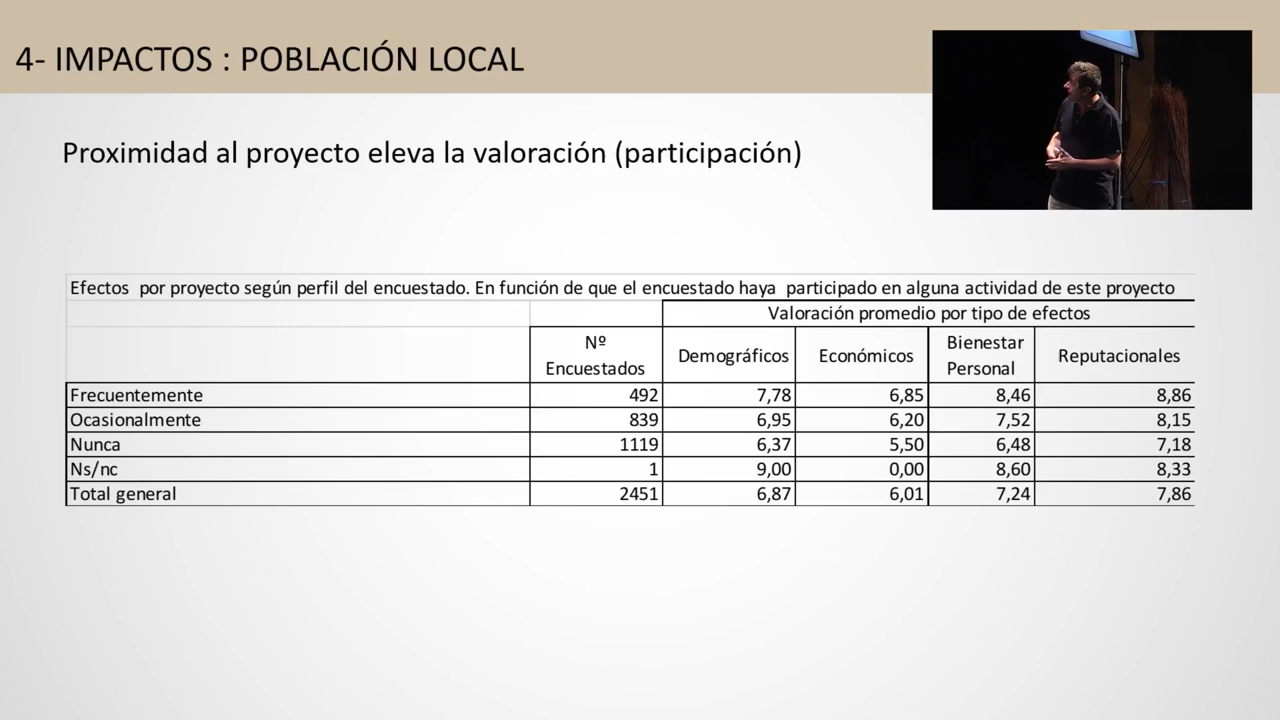 4- IMPACTOS : POBLACIÓN LOCAL
Proximidad al proyecto eleva la valoración (participación)
Efectos por proyecto según perfil del encuestado. En función de que el encuestado haya participado en alguna actividad de este proyecto
Valoración promedio por tipo de efectos
Nº Encuestados Demográficos Económicos Bienestar Personal Reputacionales
Frecuentemente 492 7,78 6,85 8,46 8,86
Ocasionalmente 839 6,95 6,20 7,52 8,15
Nunca 1119 6,37 5,50 6,48 7,18
Ns/nc 1 9,00 0,00 8,60 8,33
Total general 2451 6,87 6,01 7,24 7,86